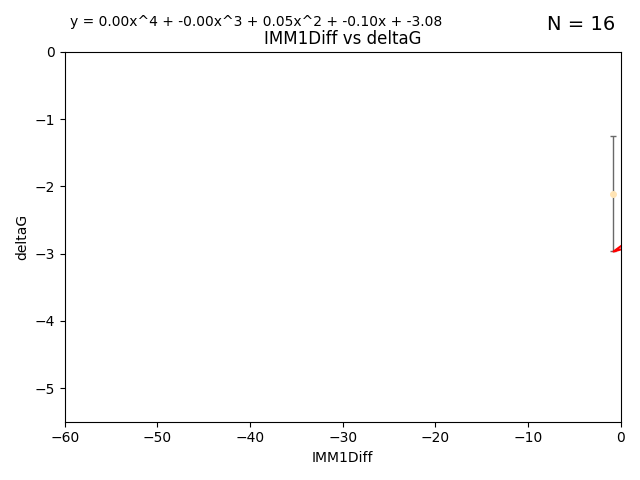 y = 0.00x^4 + -0.00x^3 + 0.05x^2 + -0.10x + -3.08
N = 16
IMM1Diff vs deltaG
0
−1
−2
−3
−4
−5
deltaG
−60
−50
−40
−30
−20
−10
0
IMM1Diff